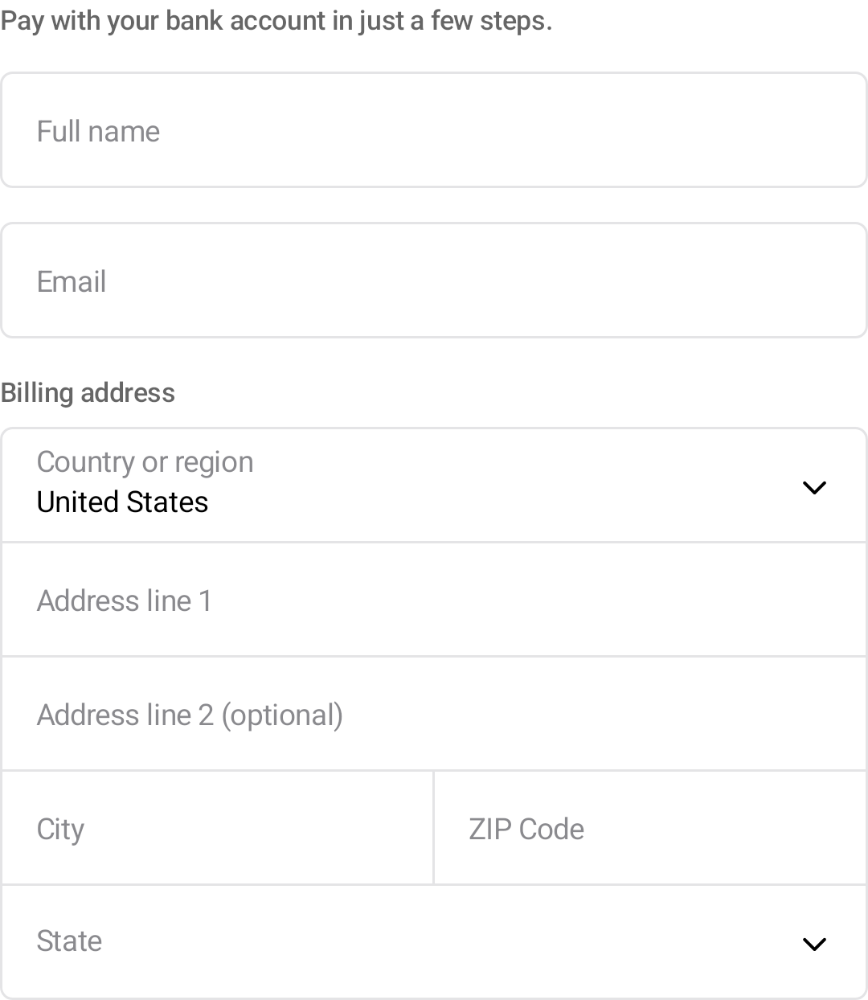 Pay with your bank account in just a few steps.
Full name
Email
Billing address
Country or region
United States
Address line 1
Address line 2 (optional)
City
ZIP Code
State